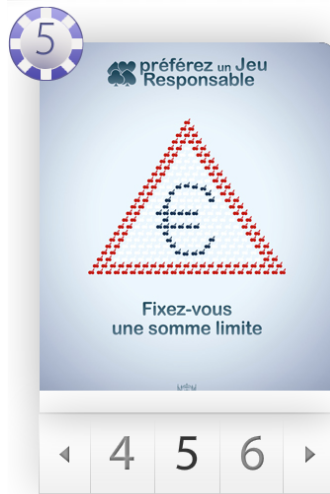 5
préférez un Jeu
Responsable
€
Fixez-vous
une somme limite
4 5 6